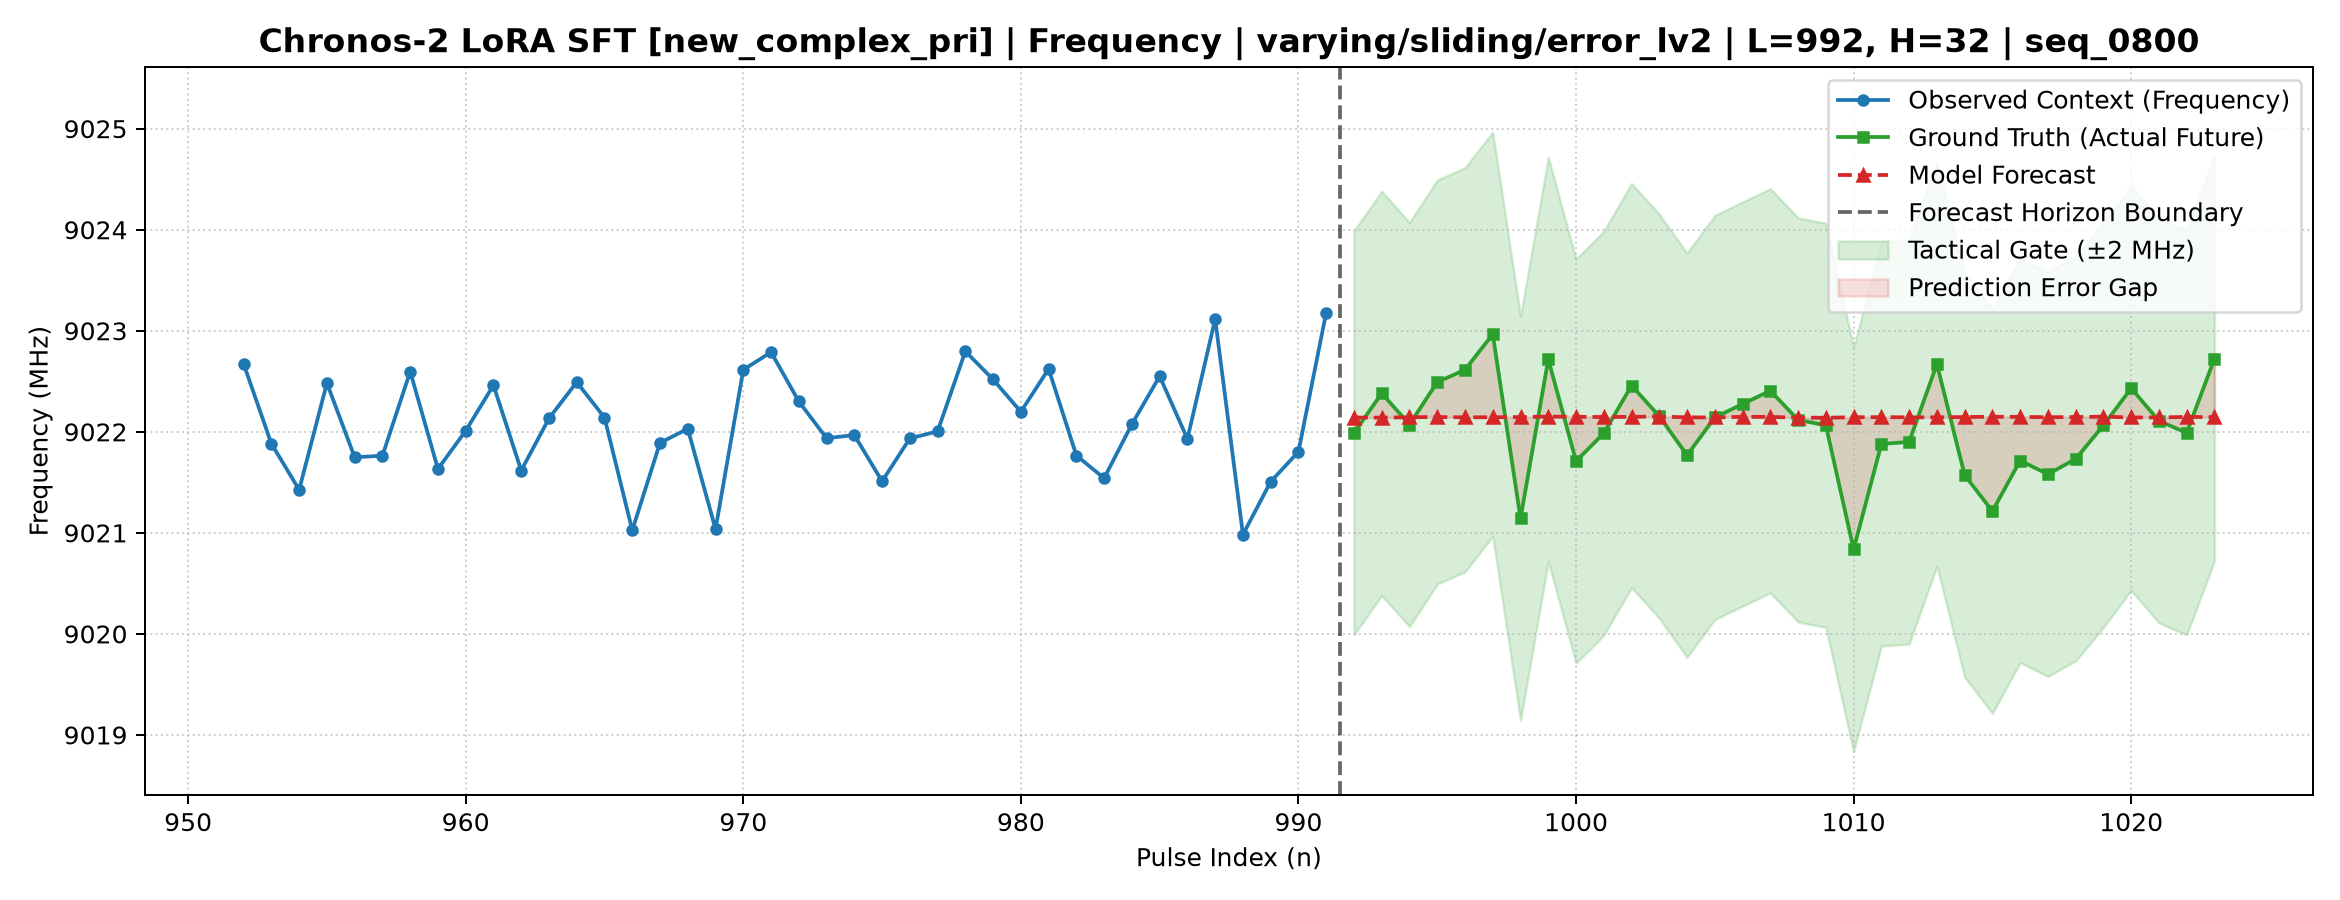 Chronos-2 LoRA SFT [new_complex_pri] | Frequency | varying/sliding/error_lv2 | L=992, H=32 | seq_0800
Observed Context (Frequency)
Ground Truth (Actual Future)
Model Forecast
Forecast Horizon Boundary
Tactical Gate (±2 MHz)
Prediction Error Gap
Frequency (MHz)
9025
9024
9023
9022
9021
9020
9019
950 960 970 980 990 1000 1010 1020
Pulse Index (n)